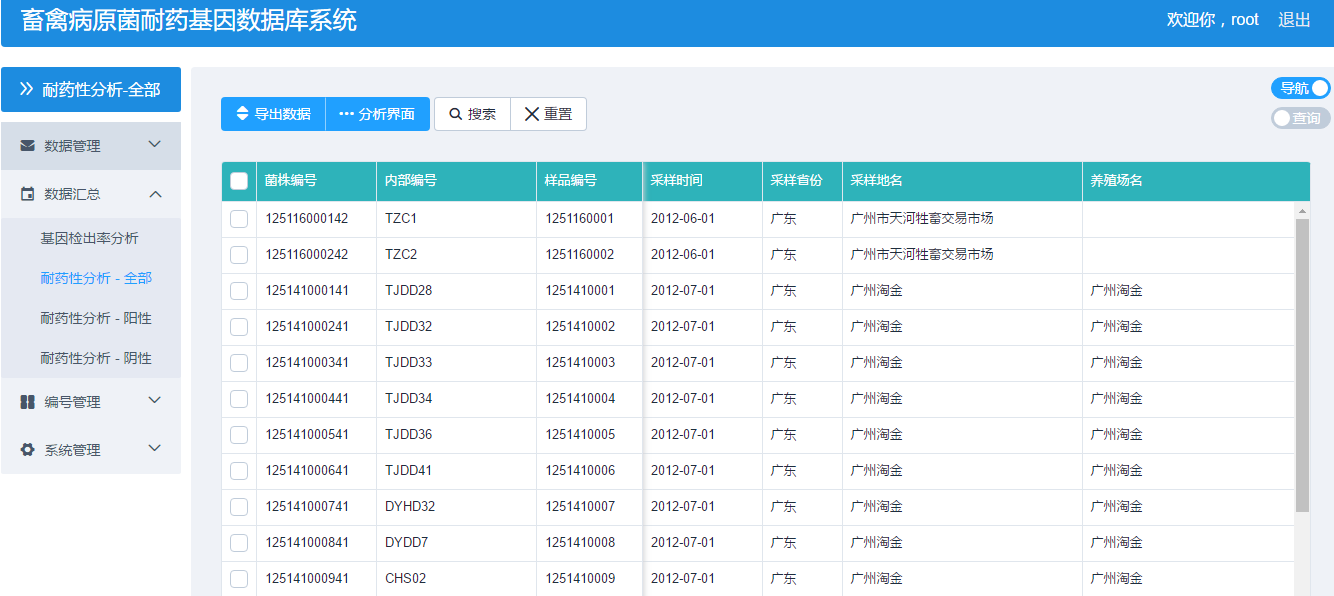 畜禽病原菌耐药基因数据库系统
欢迎你，root 退出
耐药性分析-全部
数据管理
数据汇总
基因检出率分析
耐药性分析 - 全部
耐药性分析 - 阳性
耐药性分析 - 阴性
编号管理
系统管理
导航
查询
导出数据 分析界面 搜索 重置
菌株编号 内部编号 样品编号 采样时间 采样省份 采样地名 养殖场名
125116000142 TZC1 1251160001 2012-06-01 广东 广州市天河牲畜交易市场
125116000242 TZC2 1251160002 2012-06-01 广东 广州市天河牲畜交易市场
125141000141 TJDD28 1251410001 2012-07-01 广东 广州淘金 广州淘金
125141000241 TJDD32 1251410002 2012-07-01 广东 广州淘金 广州淘金
125141000341 TJDD33 1251410003 2012-07-01 广东 广州淘金 广州淘金
125141000441 TJDD34 1251410004 2012-07-01 广东 广州淘金 广州淘金
125141000541 TJDD36 1251410005 2012-07-01 广东 广州淘金 广州淘金
125141000641 TJDD41 1251410006 2012-07-01 广东 广州淘金 广州淘金
125141000741 DYHD32 1251410007 2012-07-01 广东 广州淘金 广州淘金
125141000841 DYDD7 1251410008 2012-07-01 广东 广州淘金 广州淘金
125141000941 CHS02 1251410009 2012-07-01 广东 广州淘金 广州淘金